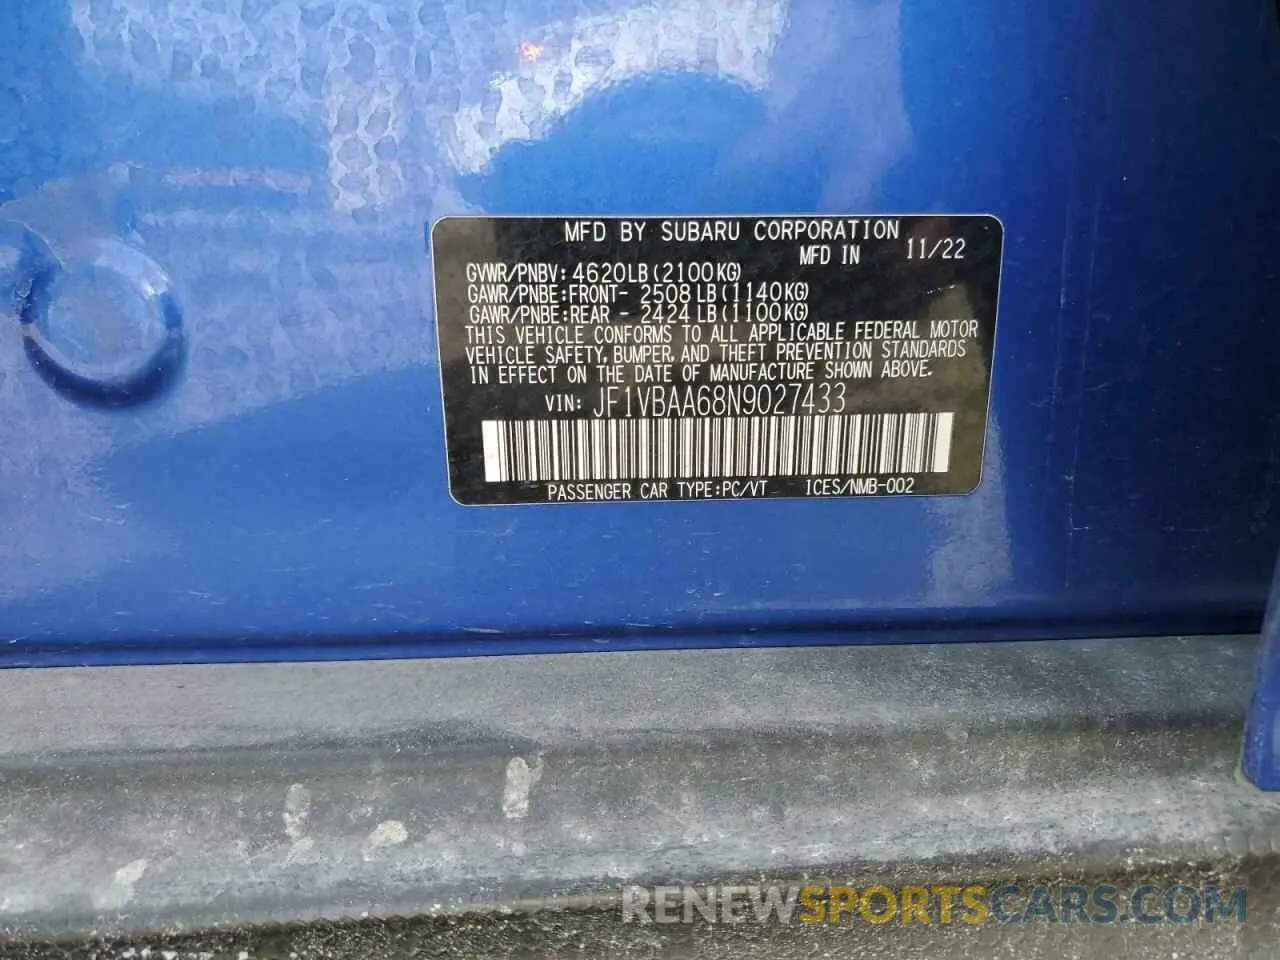 MFD BY SUBARU CORPORATION
MFD IN 11/22
GVWR/PNBV: 4620LB(2100KG)
GAWR/PNBE:FRONT- 2508 LB(1140KG)
GAWR/PNBE:REAR - 2424 LB(1100KG)
THIS VEHICLE CONFORMS TO ALL APPLICABLE FEDERAL MOTOR
VEHICLE SAFETY, BUMPER, AND THEFT PREVENTION STANDARDS
IN EFFECT ON THE DATE OF MANUFACTURE SHOWN ABOVE.
VIN: JF1VBAA68N9027433
PASSENGER CAR TYPE:PC/VT ICES/NMB-002
RENEWSPORTSCARS.COM